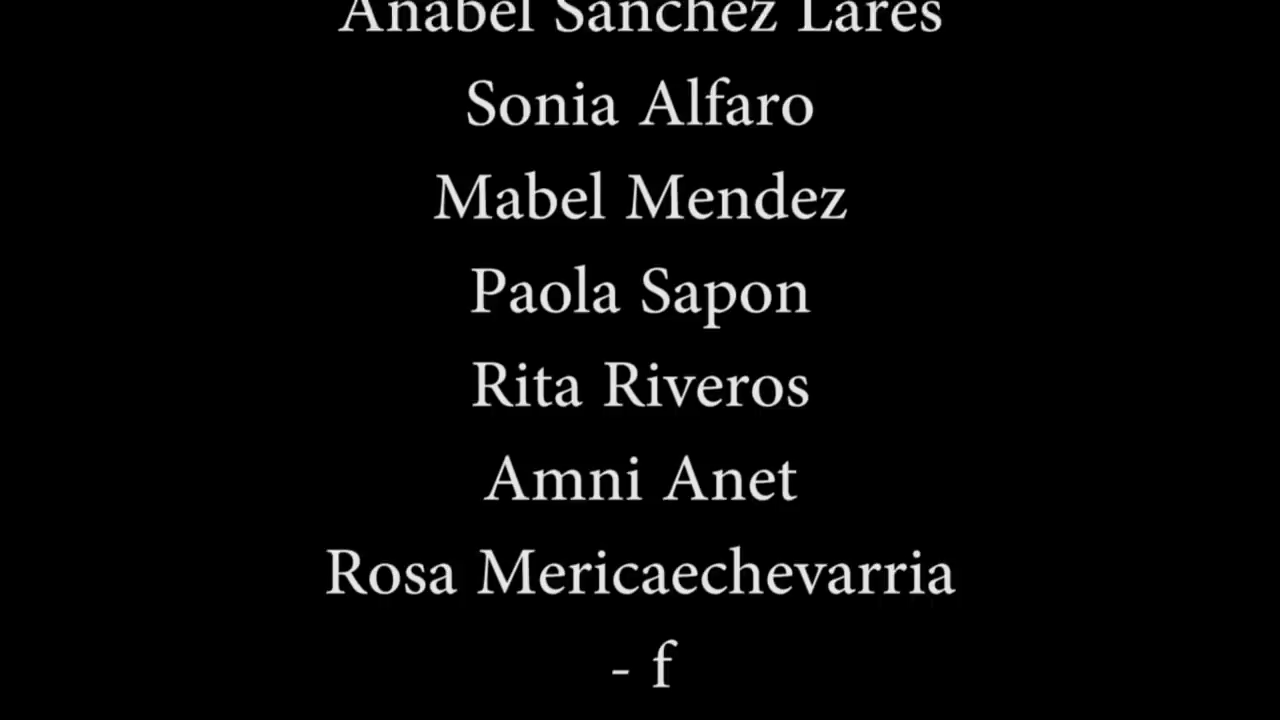 Anabel Sanchez Lares
Sonia Alfaro
Mabel Mendez
Paola Sapon
Rita Riveros
Amni Anet
Rosa Mericaechevarria
- f